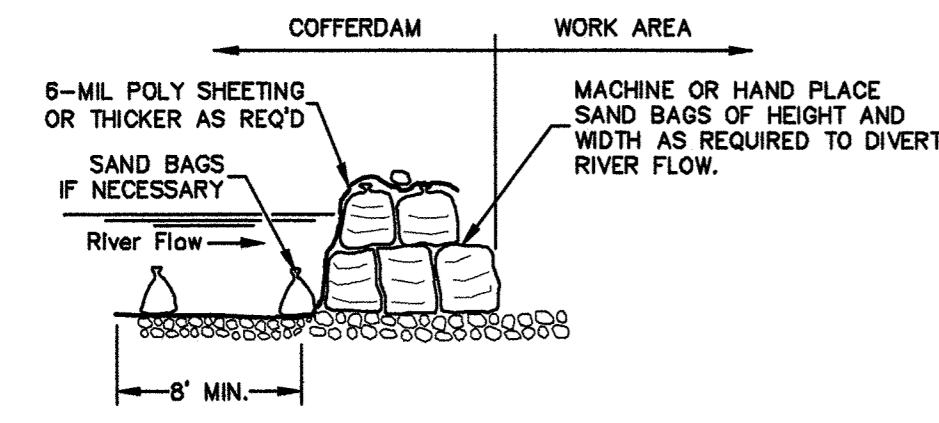 COFFERDAM
WORK AREA
6-MIL POLY SHEETING
OR THICKER AS REQ'D
MACHINE OR HAND PLACE
SAND BAGS OF HEIGHT AND
WIDTH AS REQUIRED TO DIVERT
RIVER FLOW.
SAND BAGS
IF NECESSARY
River Flow
8' MIN.